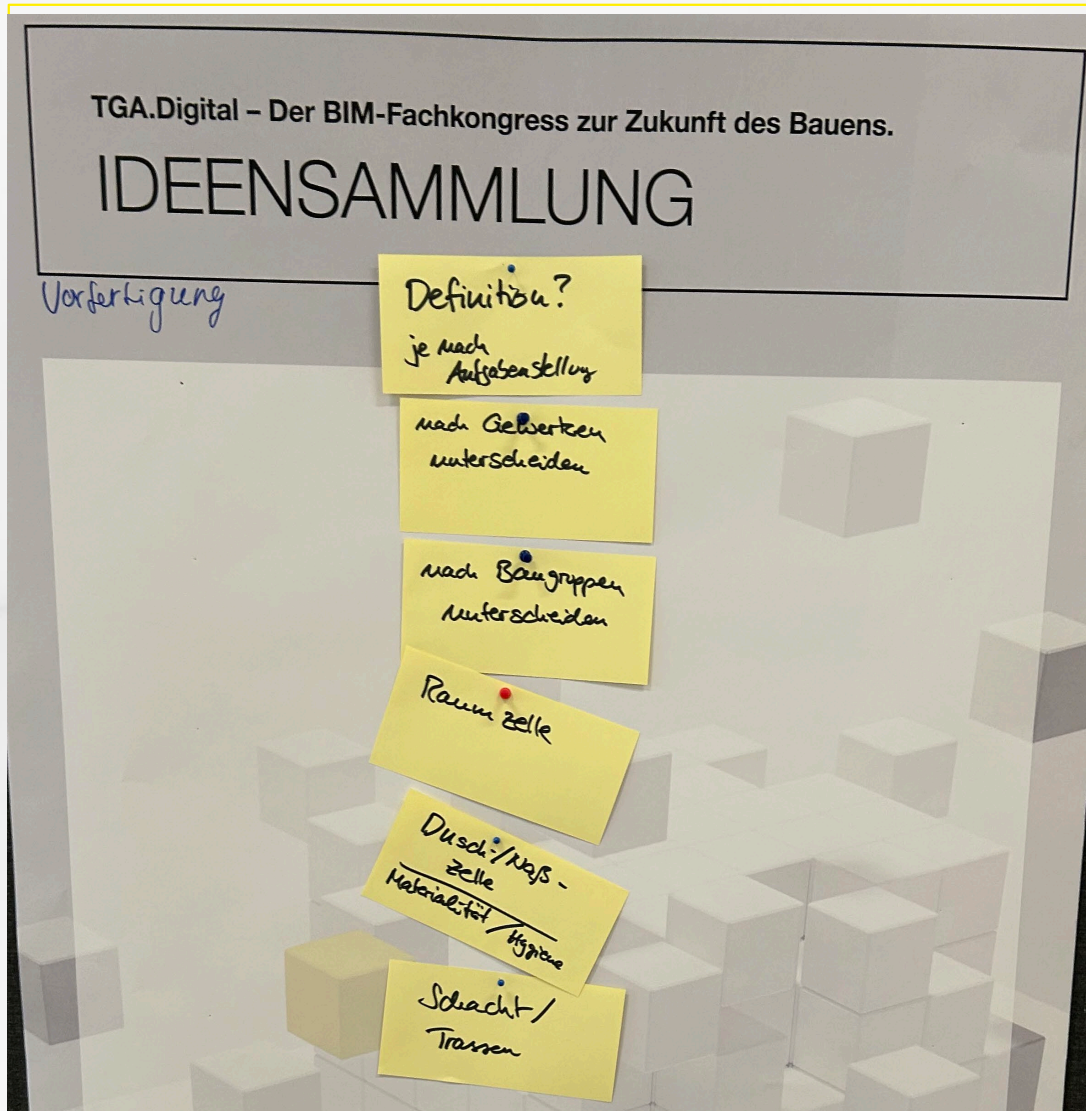 TGA.Digital – Der BIM-Fachkongress zur Zukunft des Bauens.
IDEENSAMMLUNG
Vorfertigung
Definition?
je nach
Aufgabenstellung
nach Gewerken
unterscheiden
nach Baugruppen
unterscheiden
Raumzelle
Dusch-/Naß-
zelle
Materialität/Hygiene
Schacht/
Trassen